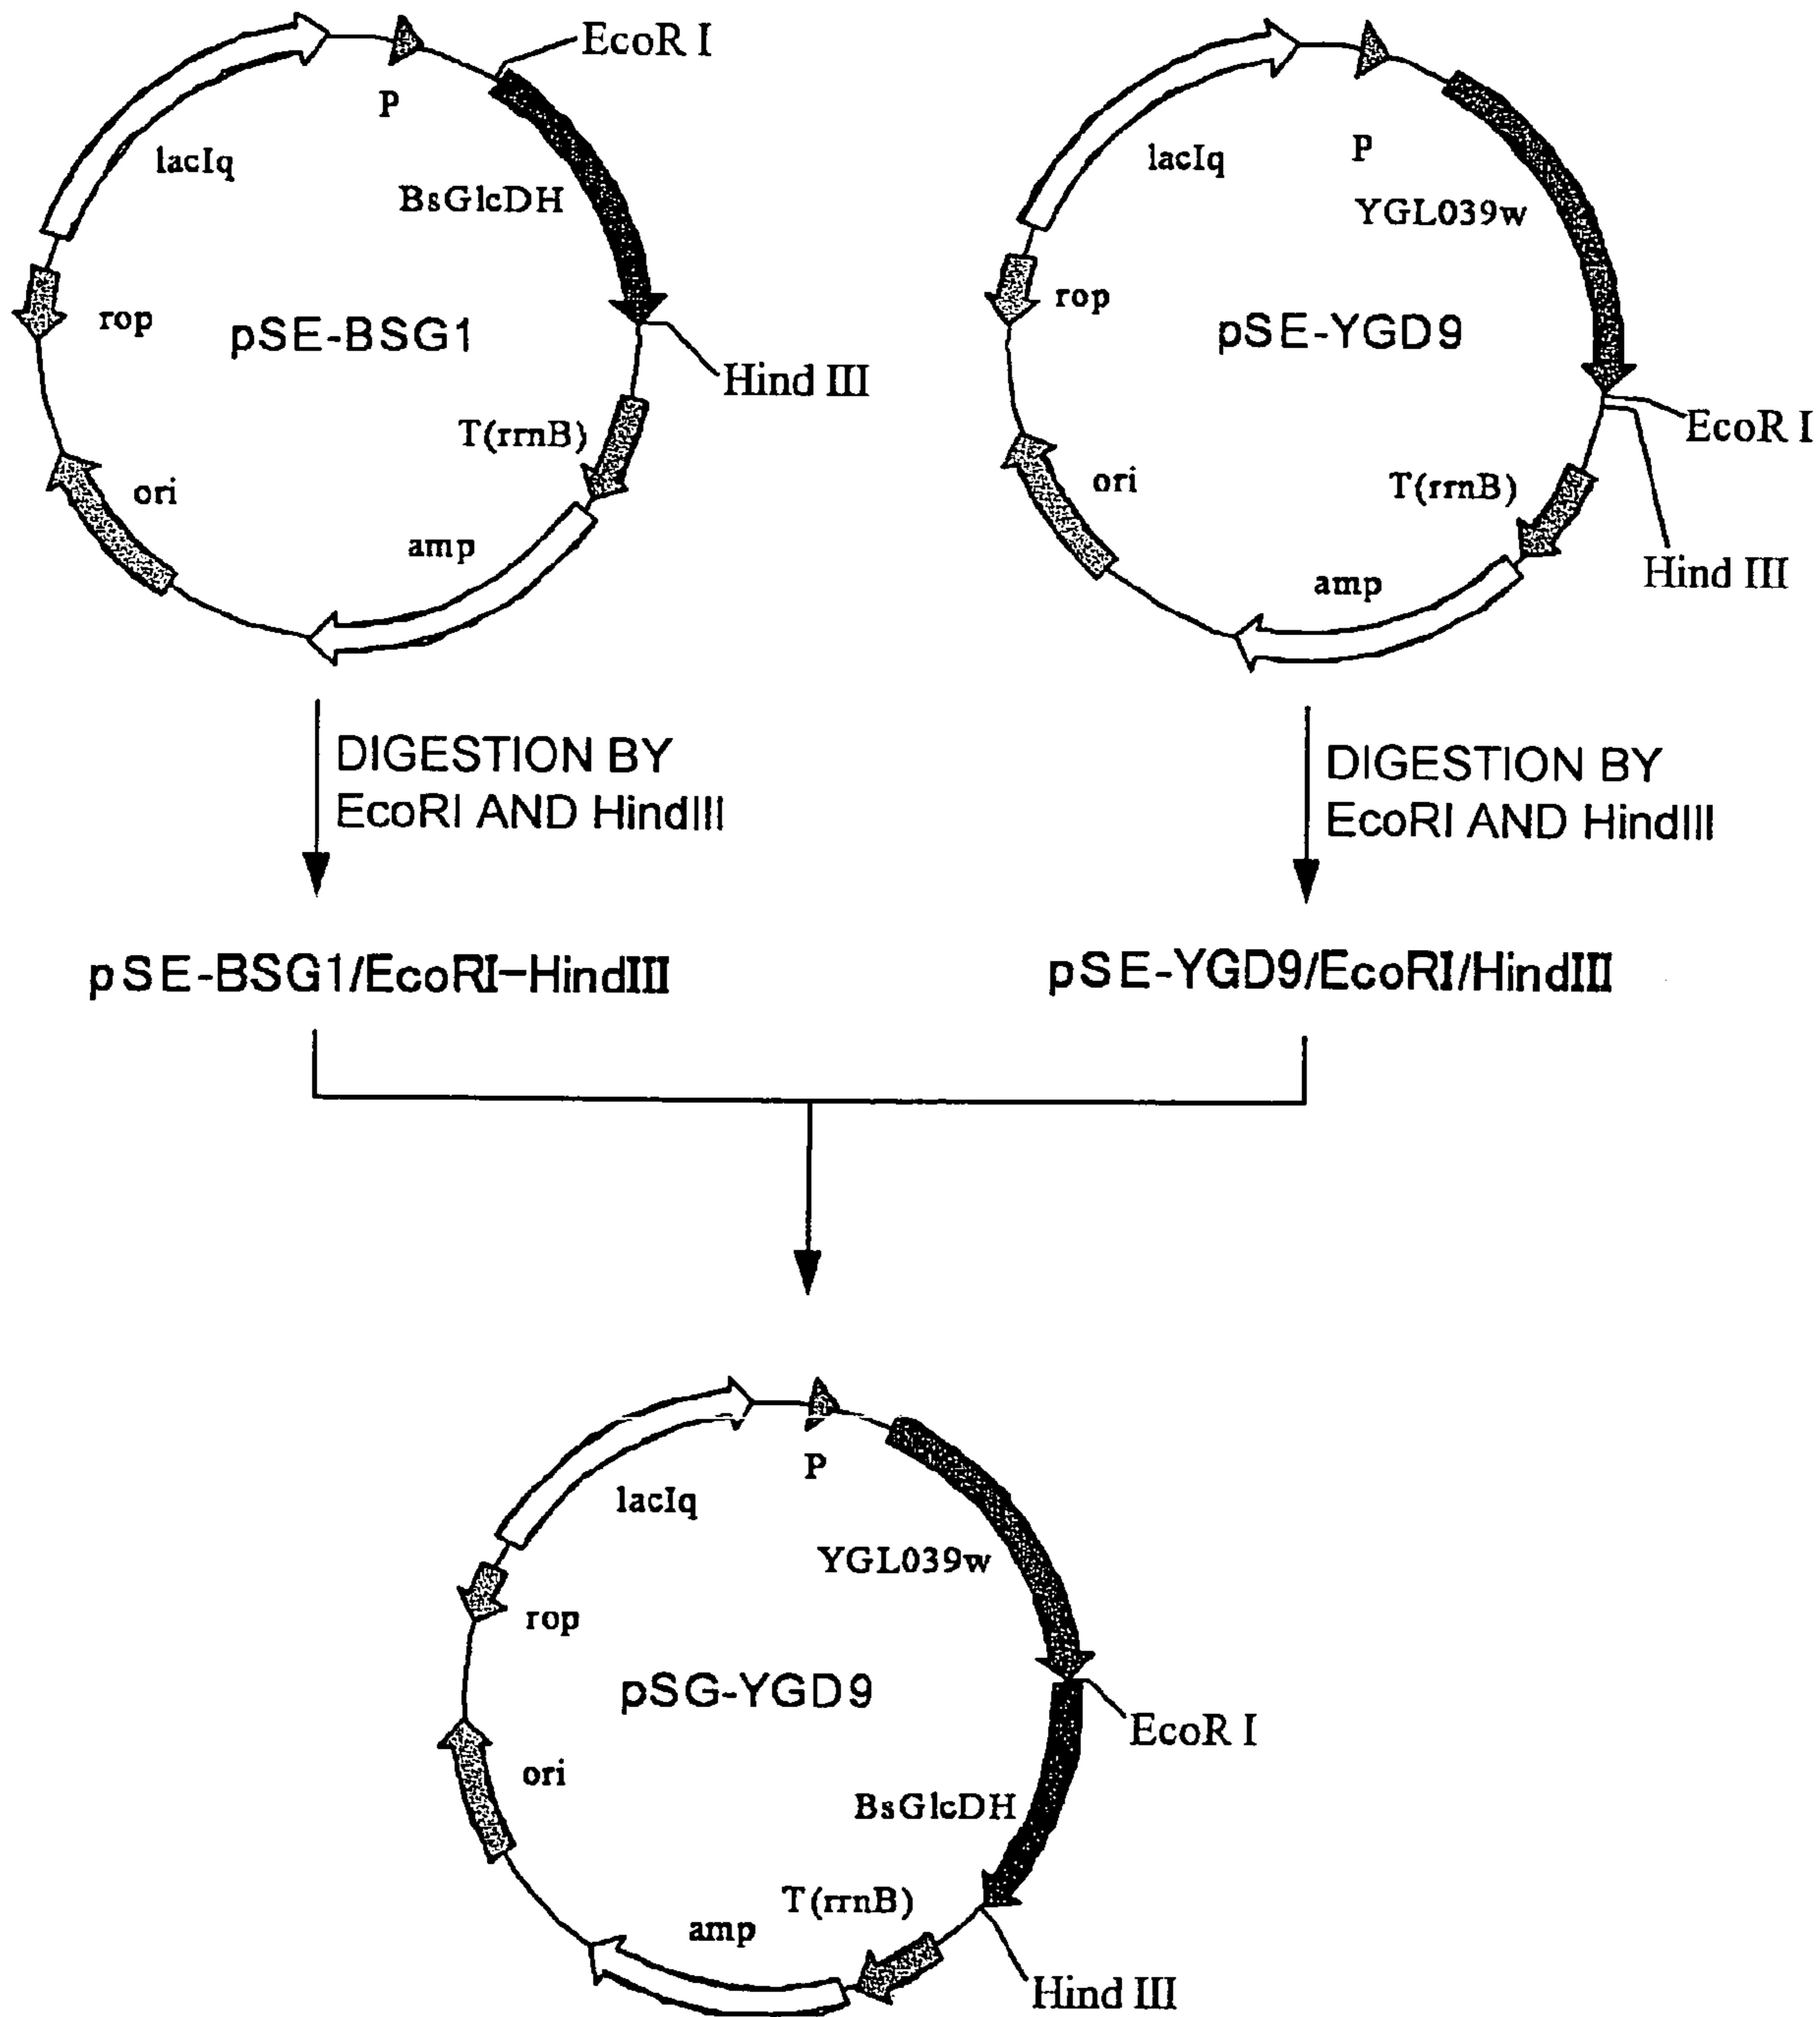 EcoR I
P
lacIq
BsGlcDH
rop
pSE-BSG1
Hind III
T(rrnB)
ori
amp
P
lacIq
YGL039w
rop
pSE-YGD9
EcoR I
ori
T(rrnB)
Hind III
amp
DIGESTION BY
EcoRI AND HindIII
DIGESTION BY
EcoRI AND HindIII
pSE-BSG1/EcoRI-HindIII
pSE-YGD9/EcoRI/HindIII
P
lacIq
YGL039w
rop
pSG-YGD9
EcoR I
ori
BsGlcDH
T(rrnB)
amp
Hind III